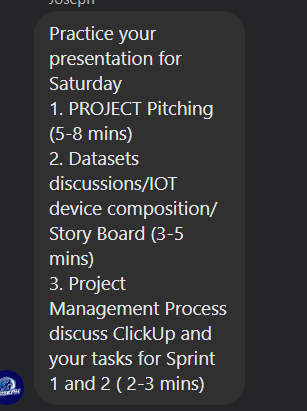 Joseph
Practice your
presentation for
Saturday
1. PROJECT Pitching
(5-8 mins)
2. Datasets
discussions/IOT
device composition/
Story Board (3-5
mins)
3. Project
Management Process
discuss ClickUp and
your tasks for Sprint
1 and 2 ( 2-3 mins)